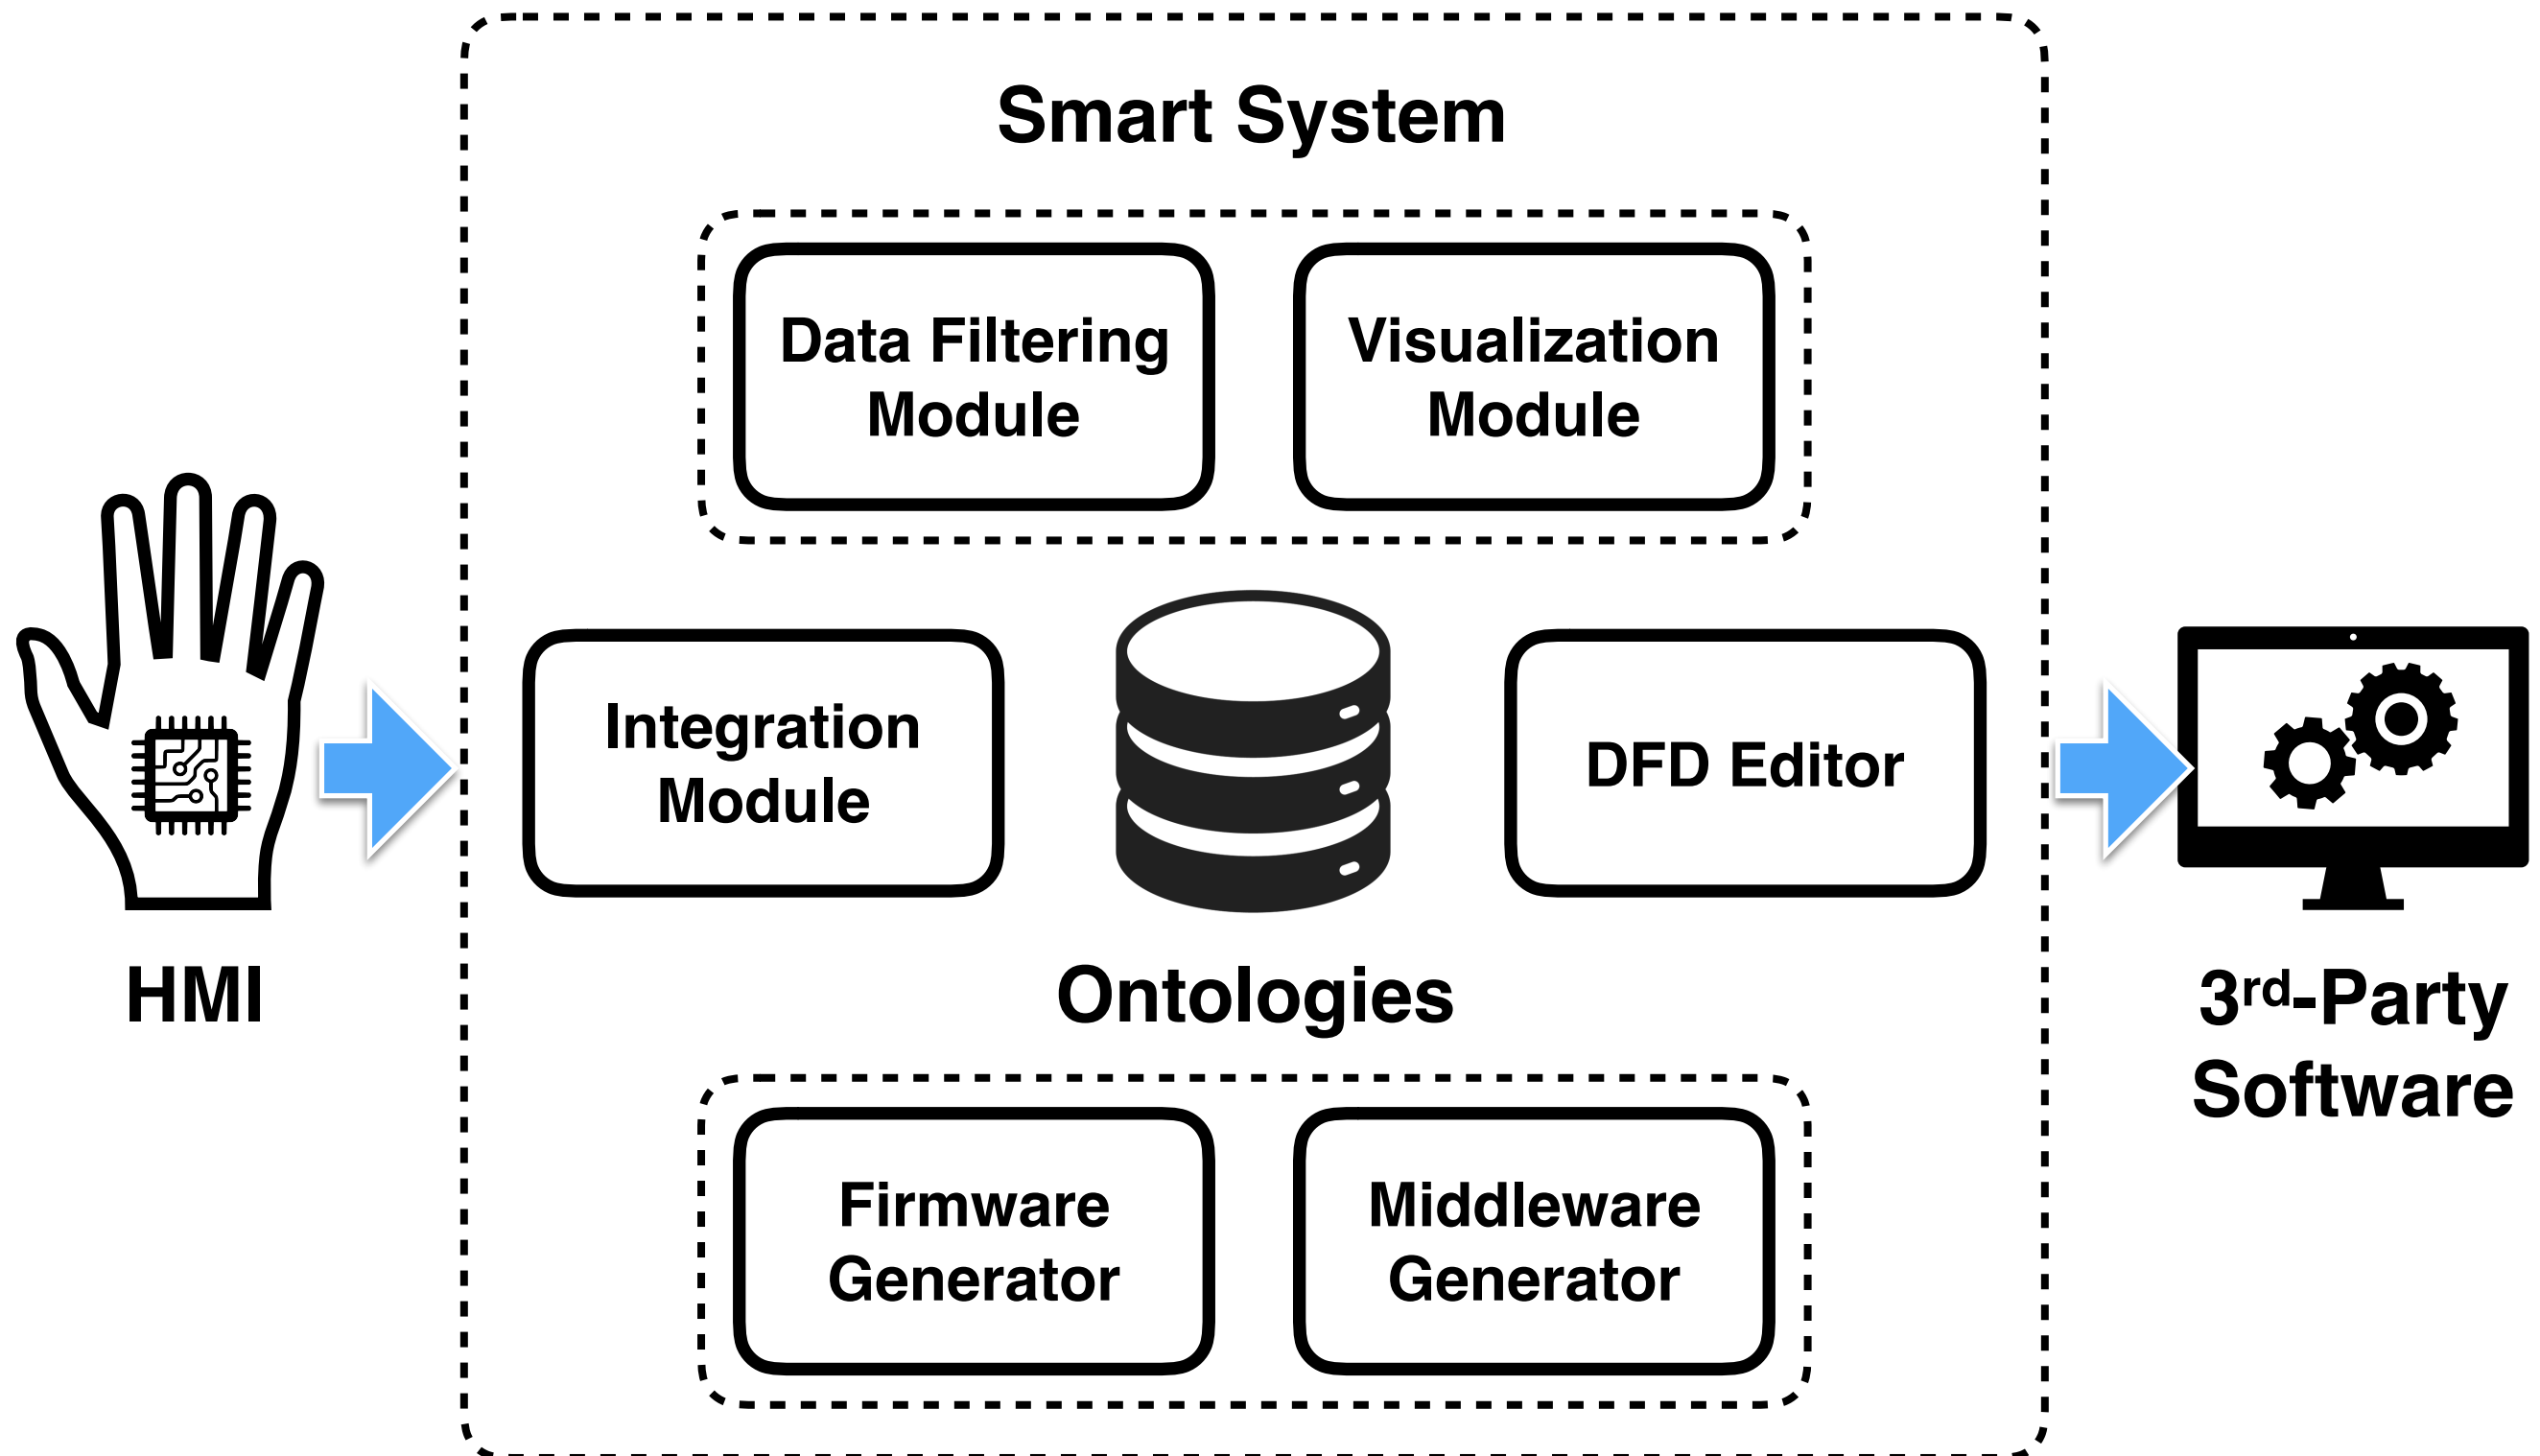 Smart System
Data Filtering
Module
Visualization
Module
Integration
Module
DFD Editor
HMI
Ontologies
3rd-Party
Software
Firmware
Generator
Middleware
Generator